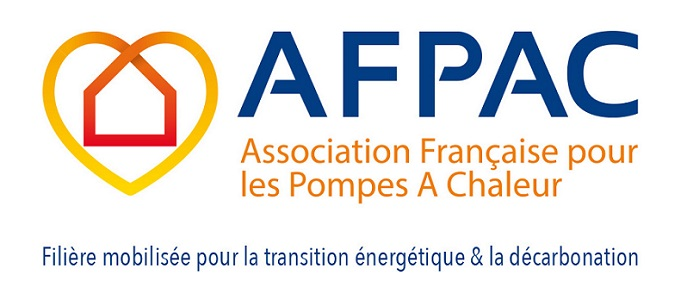 AFPAC
Association Française pour
les Pompes A Chaleur
Filière mobilisée pour la transition énergétique & la décarbonation